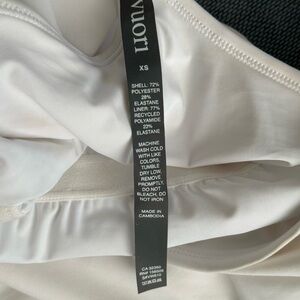 vuori
XS
SHELL: 72%
POLYESTER
28%
ELASTANE
LINER: 77%
RECYCLED
POLYAMIDE
23%
ELASTANE
MACHINE
WASH COLD
WITH LIKE
COLORS,
TUMBLE
DRY LOW,
REMOVE
PROMPTLY,
DO NOT
BLEACH, DO
NOT IRON
MADE IN
CAMBODIA